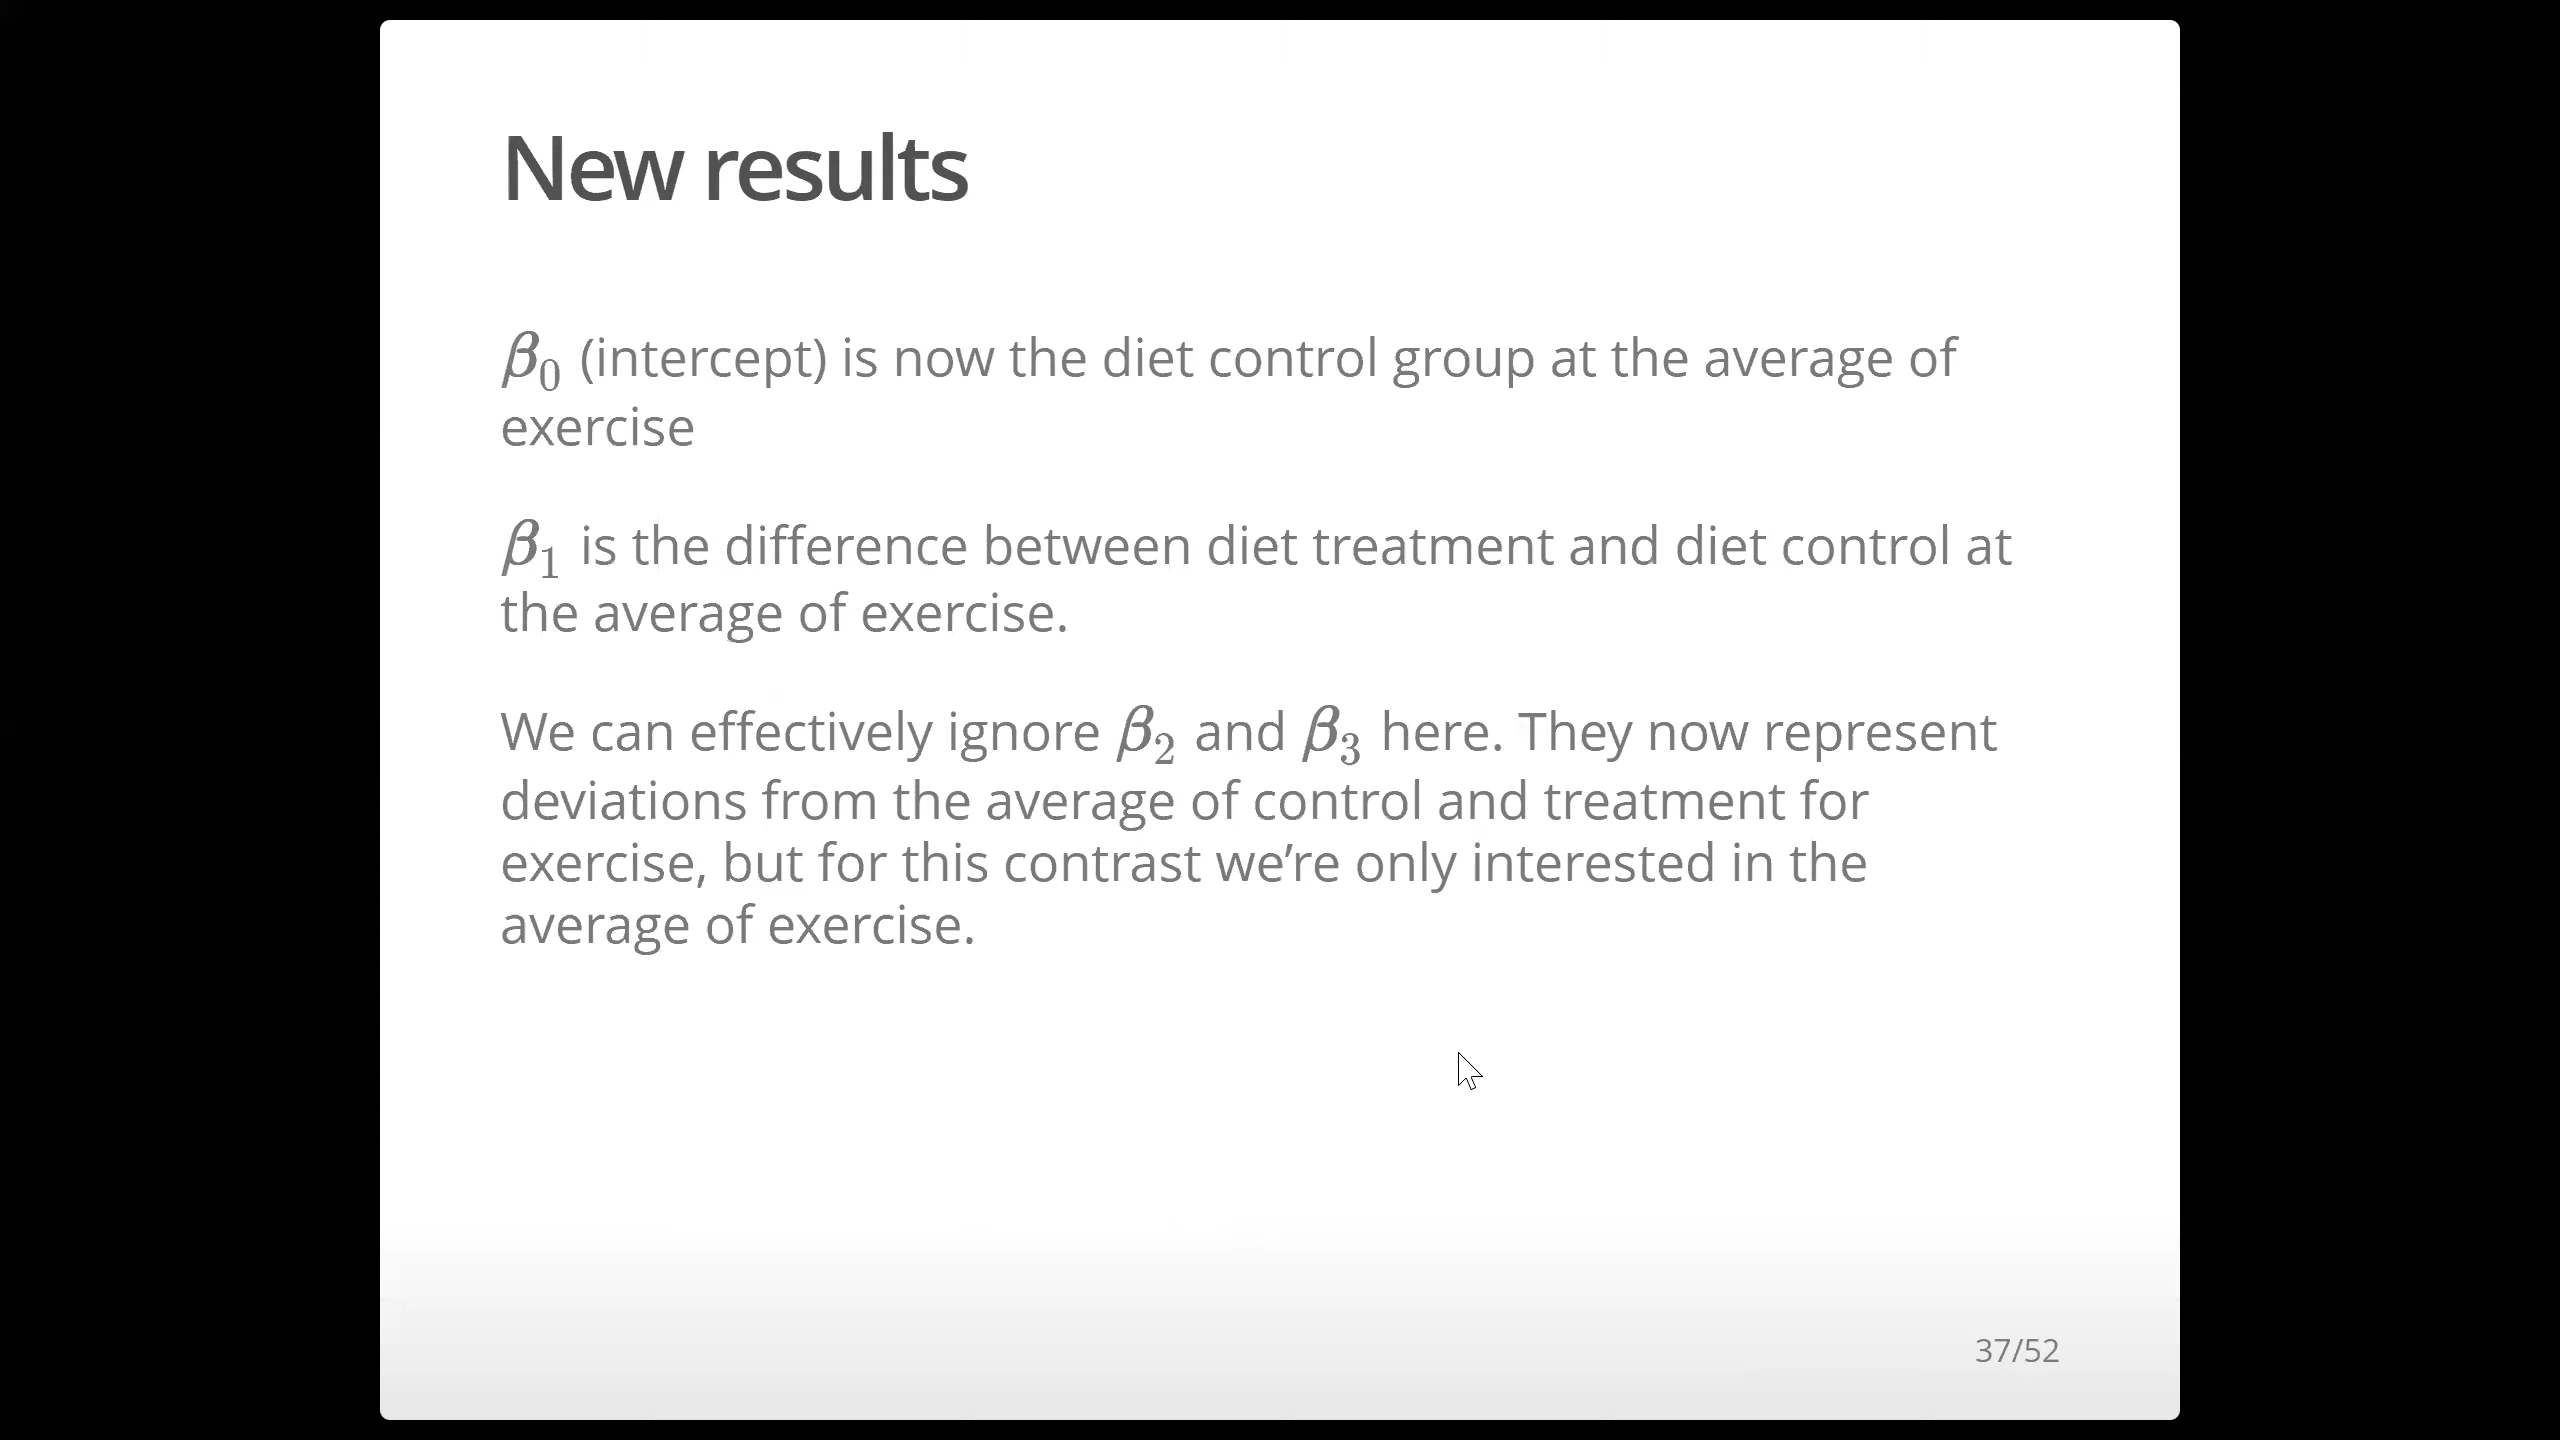 New results
β₀ (intercept) is now the diet control group at the average of
exercise
β₁ is the difference between diet treatment and diet control at
the average of exercise.
We can effectively ignore β₂ and β₃ here. They now represent
deviations from the average of control and treatment for
exercise, but for this contrast we’re only interested in the
average of exercise.
37/52